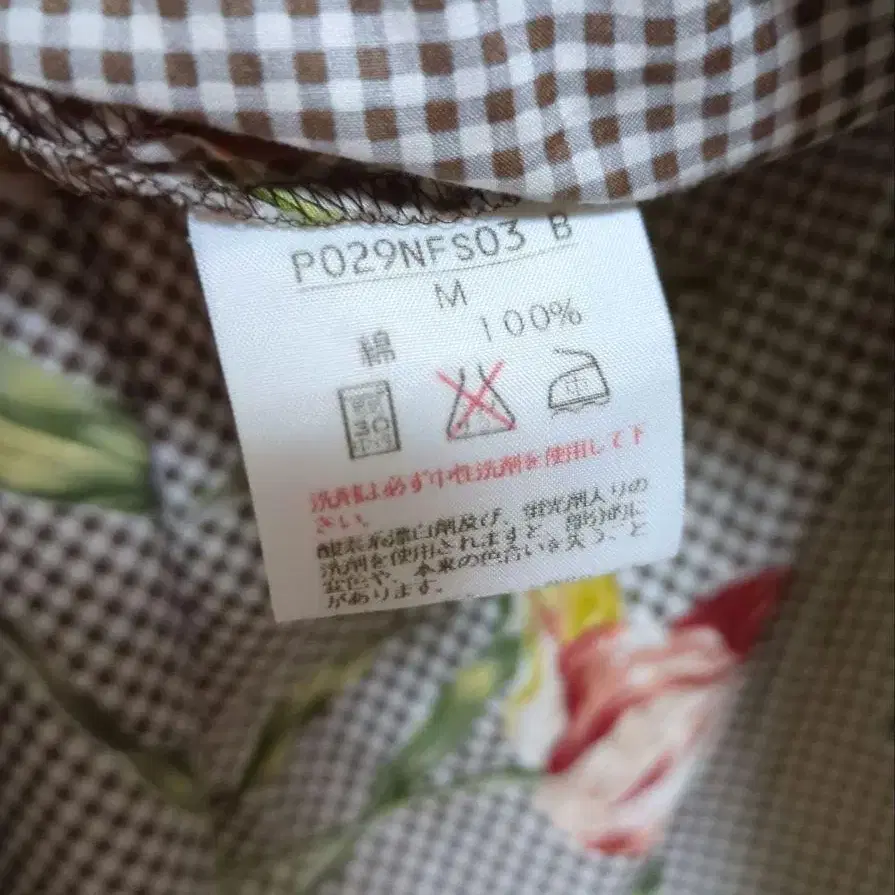 P029NFS03 B
M
綿 100%
30
洗剤は必ず中性洗剤を使用して下
さい。
酸素系漂白剤及び、蛍光剤入りの
洗剤を使用されますと、部分的に
変色や、本来の色合いを失う、と
があります。